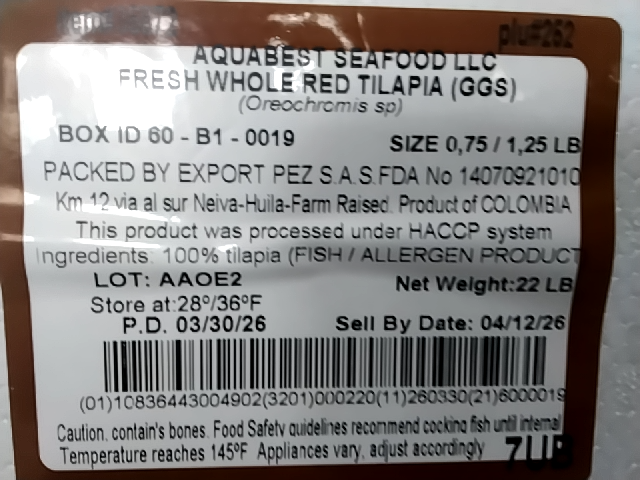 plu#262
AQUABEST SEAFOOD LLC
FRESH WHOLE RED TILAPIA (GGS)
(Oreochromis sp)
BOX ID 60 - B1 - 0019
SIZE 0,75 / 1,25 LB
PACKED BY EXPORT PEZ S.A.S.FDA No 14070921010
Km 12 via al sur Neiva-Huila-Farm Raised. Product of COLOMBIA
This product was processed under HACCP system
Ingredients: 100% tilapia (FISH / ALLERGEN PRODUCT
LOT: AAOE2
Net Weight:22 LB
Store at:28º/36ºF
P.D. 03/30/26
Sell By Date: 04/12/26
(01)10836443004902(3201)000220(11)260330(21)6000019
Caution, contain's bones. Food Safety guidelines recommend cocking fish until internal
Temperature reaches 145ºF Appliances vary, adjust accordingly
7UB